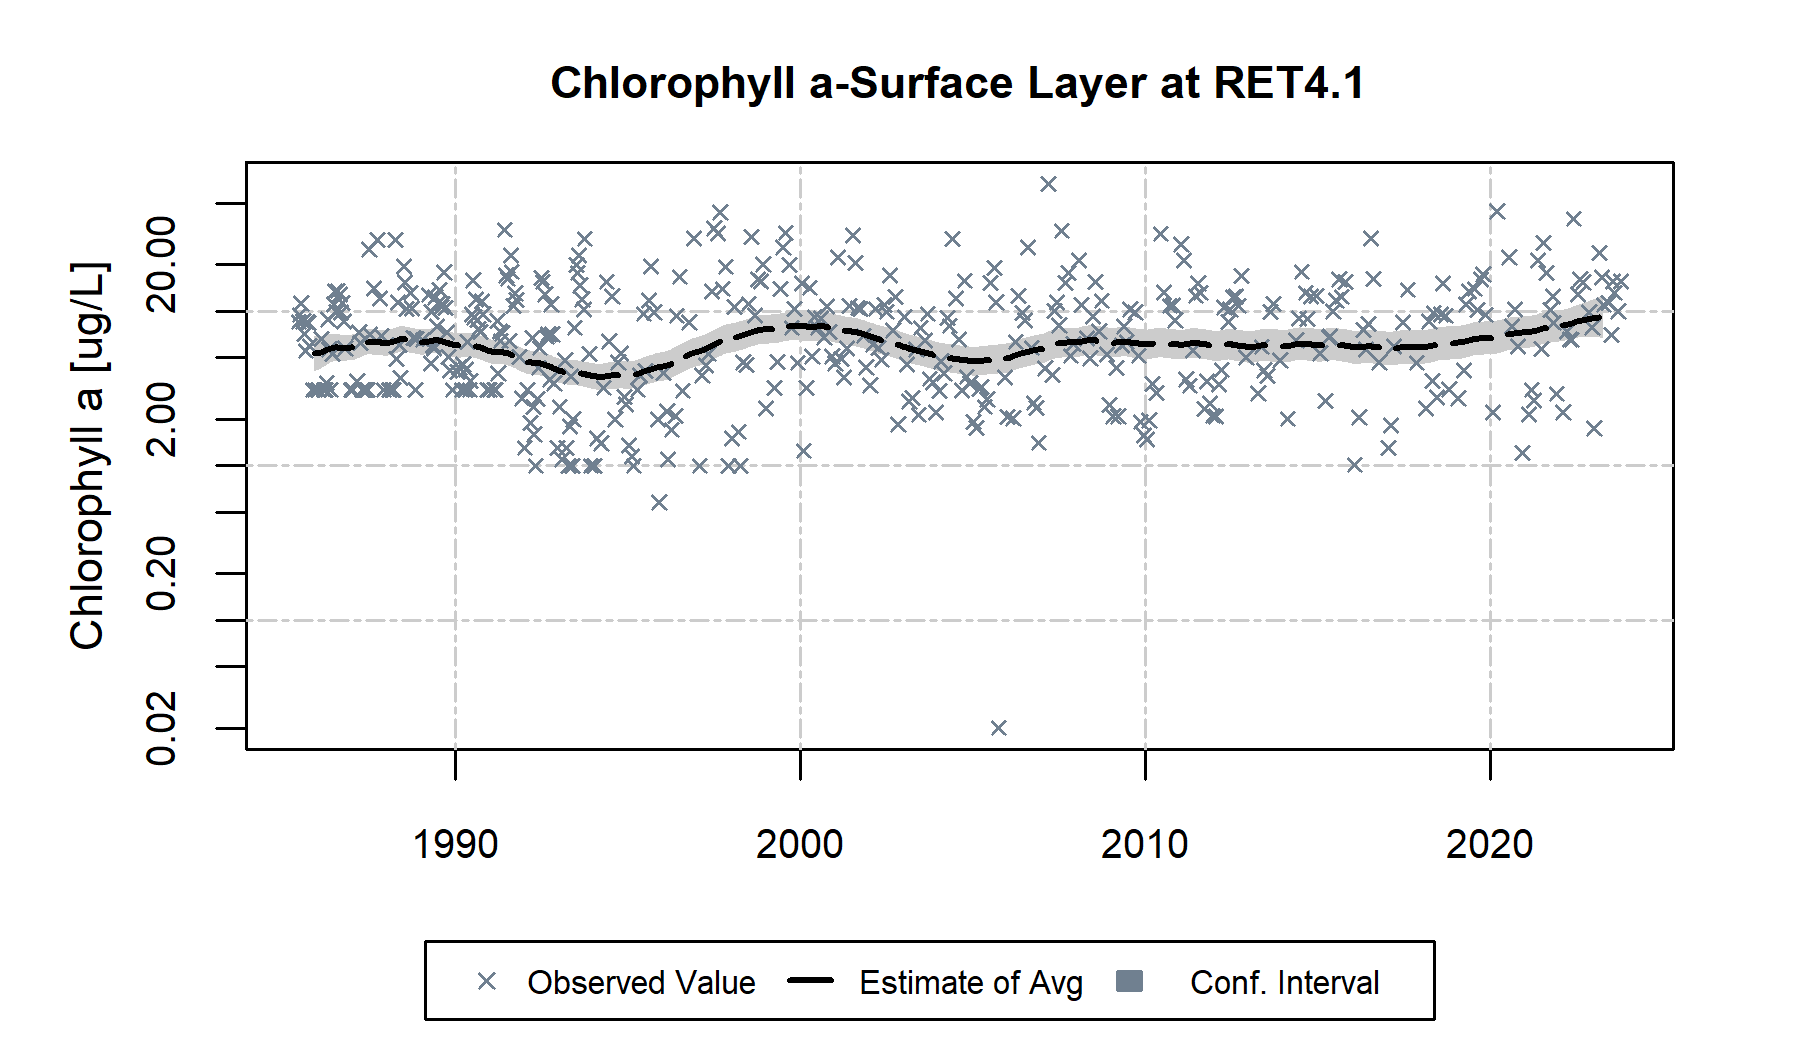 Chlorophyll a-Surface Layer at RET4.1
Chlorophyll a [ug/L]
20.00
2.00
0.20
0.02
1990 2000 2010 2020
Observed Value Estimate of Avg Conf. Interval